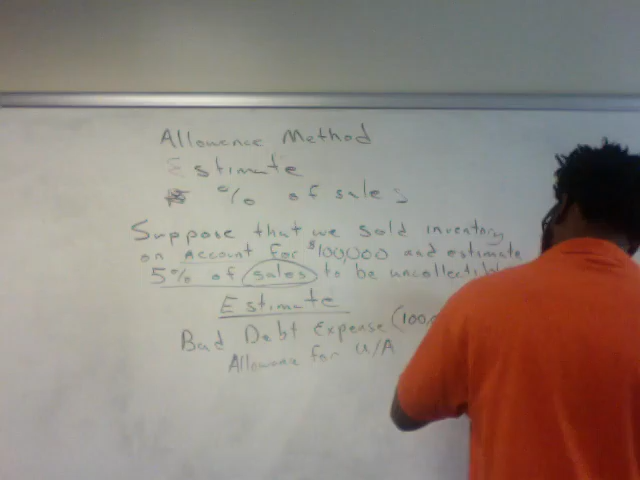 Allowence Method
Estimate
% of sales
Suppose that we sold inventory
on account for $100,000 and estimate
5% of sales to be uncollectible
Estimate
Bad Debt Expense (100,
Allowance for U/A